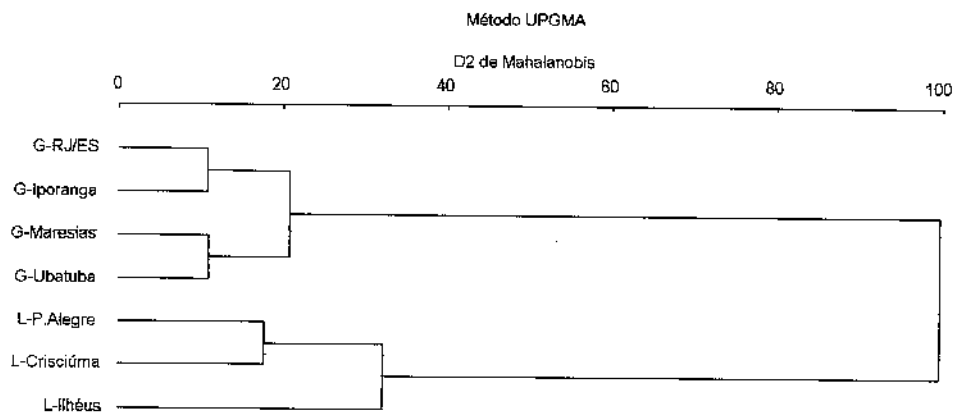 Método UPGMA
D2 de Mahalanobis
0 20 40 60 80 100
G-RJ/ES
G-Iporanga
G-Maresias
G-Ubatuba
L-P.Alegre
L-Crisciúma
L-Ilhéus